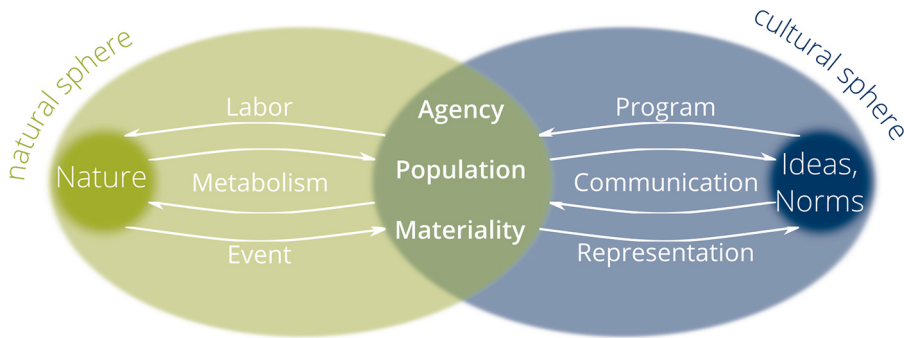 natural sphere
cultural sphere
Labor
Agency
Program
Nature
Metabolism
Population
Communication
Ideas,
Norms
Event
Materiality
Representation